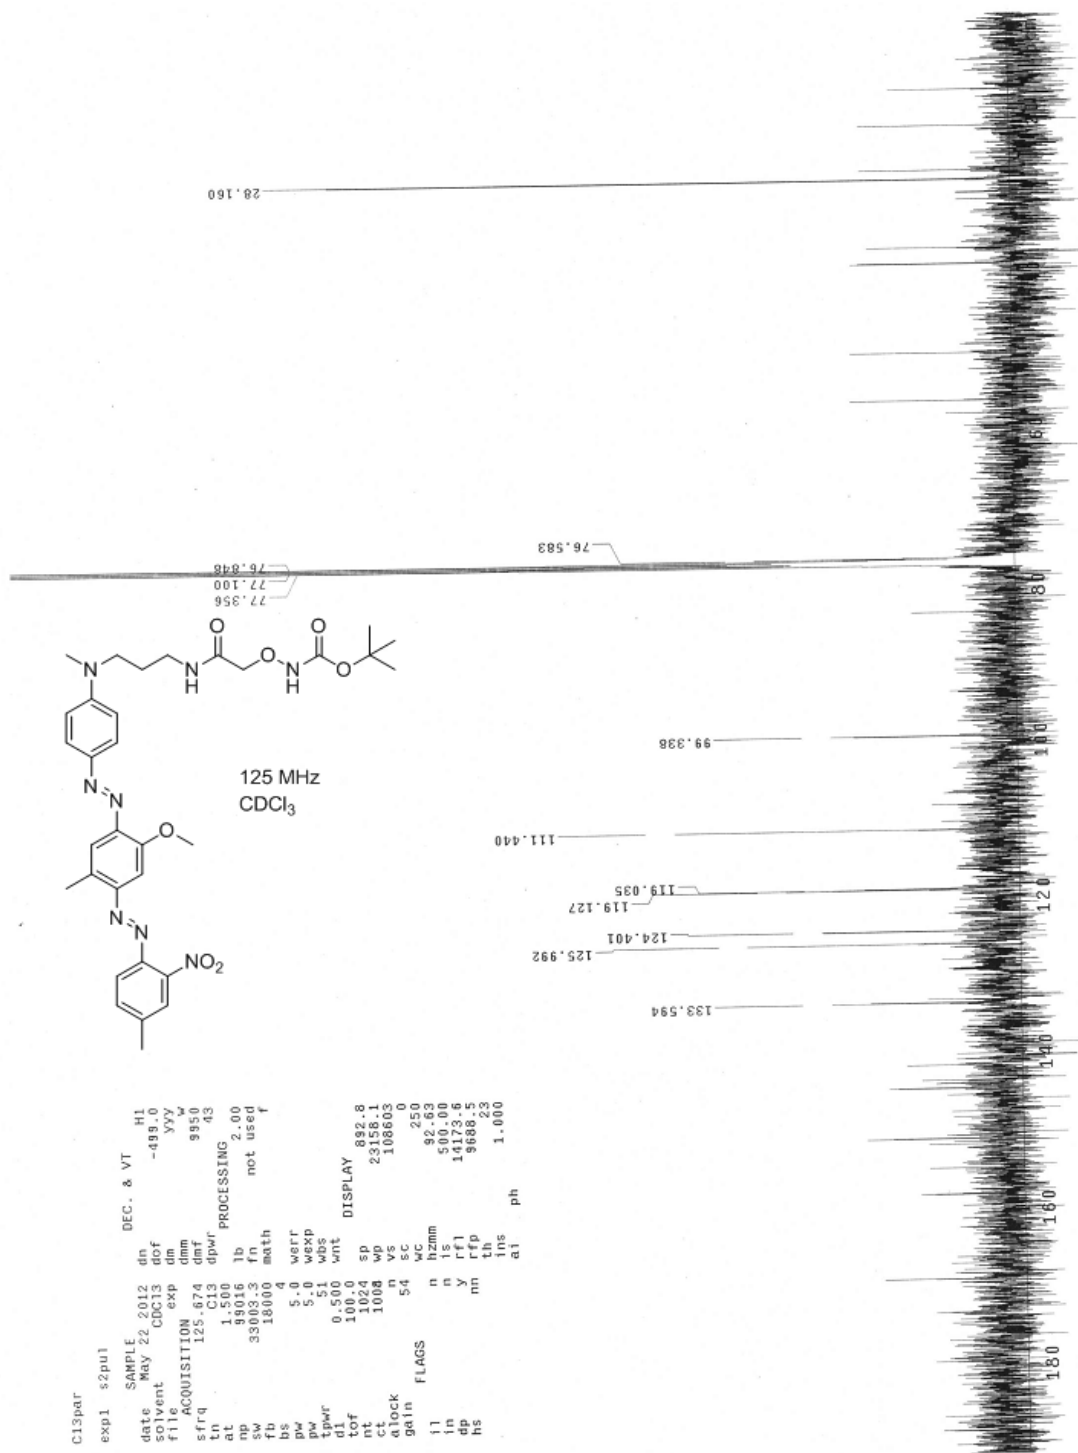 C13par
exp1 s2pul
SAMPLE
date May 22 2012
solvent CDCl3
file exp
ACQUISITION
sfrq 125.674
tn C13
at 1.500
np 99016
sw 33003.3
fb 18000
bs 4
pw 5.0
pw 5.0
tpwr 51
d1 0.500
tof 100.0
nt 1024
ct 1008
alock n
gain 54
FLAGS
il n
in n
dp y
hs nn
DEC. & VT
dn H1
dof -499.0
dm yyy
dmm w
dmf 9950
dpwr 43
PROCESSING
lb 2.00
fn not used
math f
werr
wexp
wbs
wnt
DISPLAY
sp 892.8
wp 23158.1
vs 108603
sc 0
wc 250
hzmm 92.63
is 500.00
rfl 14173.6
rfp 9688.5
th 23
ins 1.000
ai ph
N
N
H
O
O
N
H
O
O
N
N
O
N
N
NO2
125 MHz
CDCl3
133.594
125.992
124.401
119.127
119.035
111.440
99.338
77.356
77.100
76.848
76.583
28.160
180
160
140
120
100
80
60